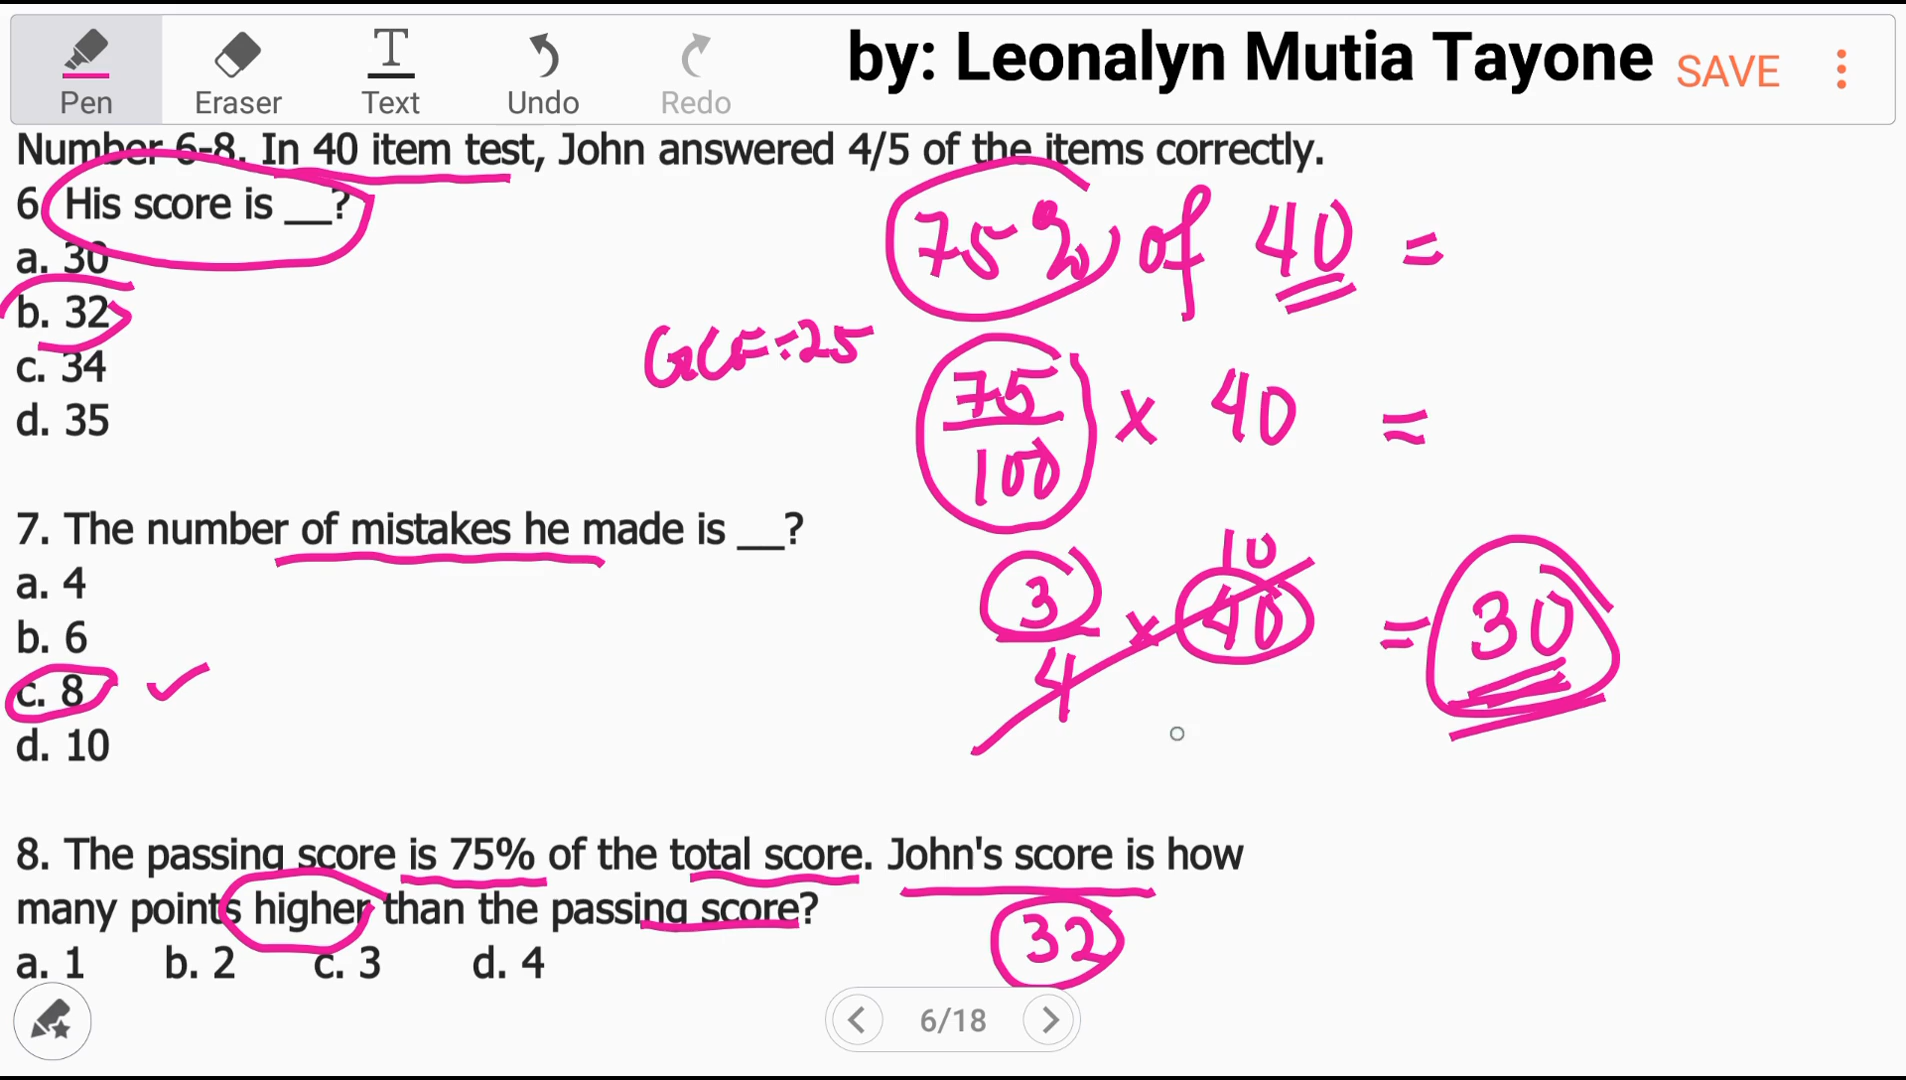 by: Leonalyn Mutia Tayone
SAVE
Pen
Eraser
Text
Undo
Redo
Number 6-8. In 40 item test, John answered 4/5 of the items correctly.
6. His score is __?
a. 30
b. 32
c. 34
d. 35
7. The number of mistakes he made is __?
a. 4
b. 6
c. 8
d. 10
8. The passing score is 75% of the total score. John's score is how
many points higher than the passing score?
a. 1 b. 2 c. 3 d. 4
75% of 40 =
GCF = 25
75/100 x 40 =
10
3/4 x 40 = 30
32
6/18